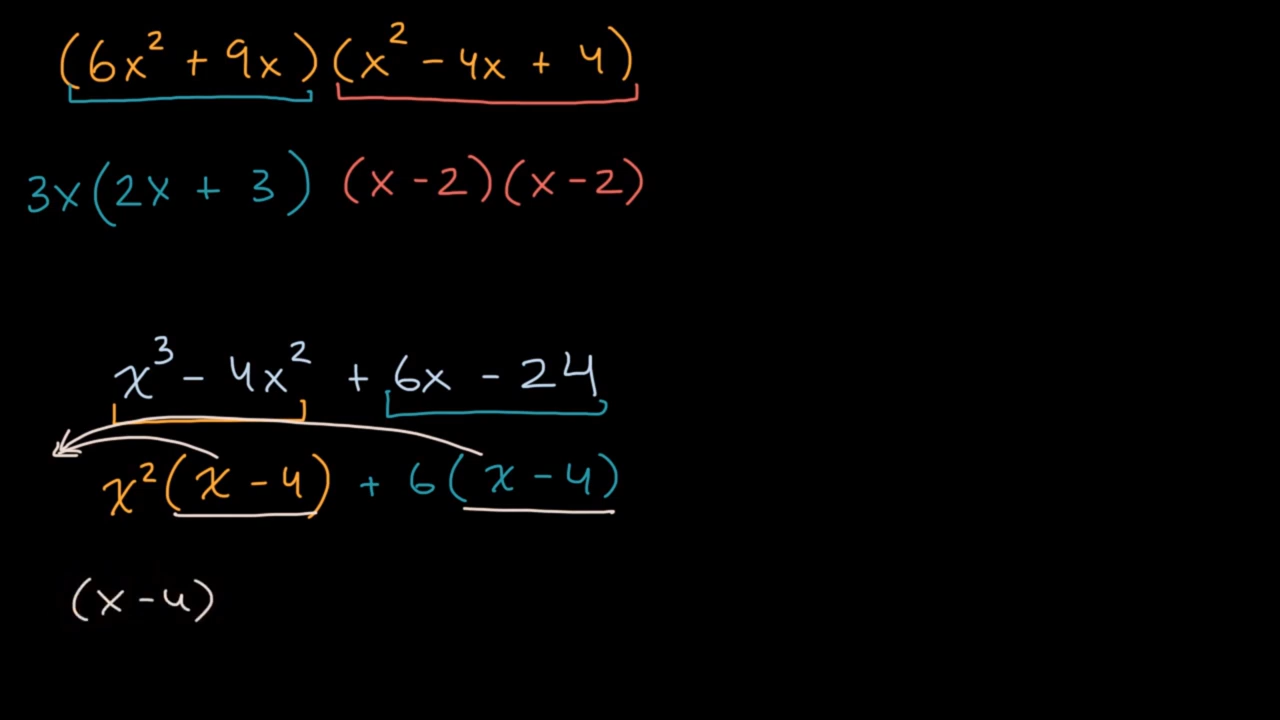 (6x² + 9x)(x² - 4x + 4)
3x(2x + 3) (x - 2)(x - 2)
x³ - 4x² + 6x - 24
x²(x - 4) + 6(x - 4)
(x - 4)